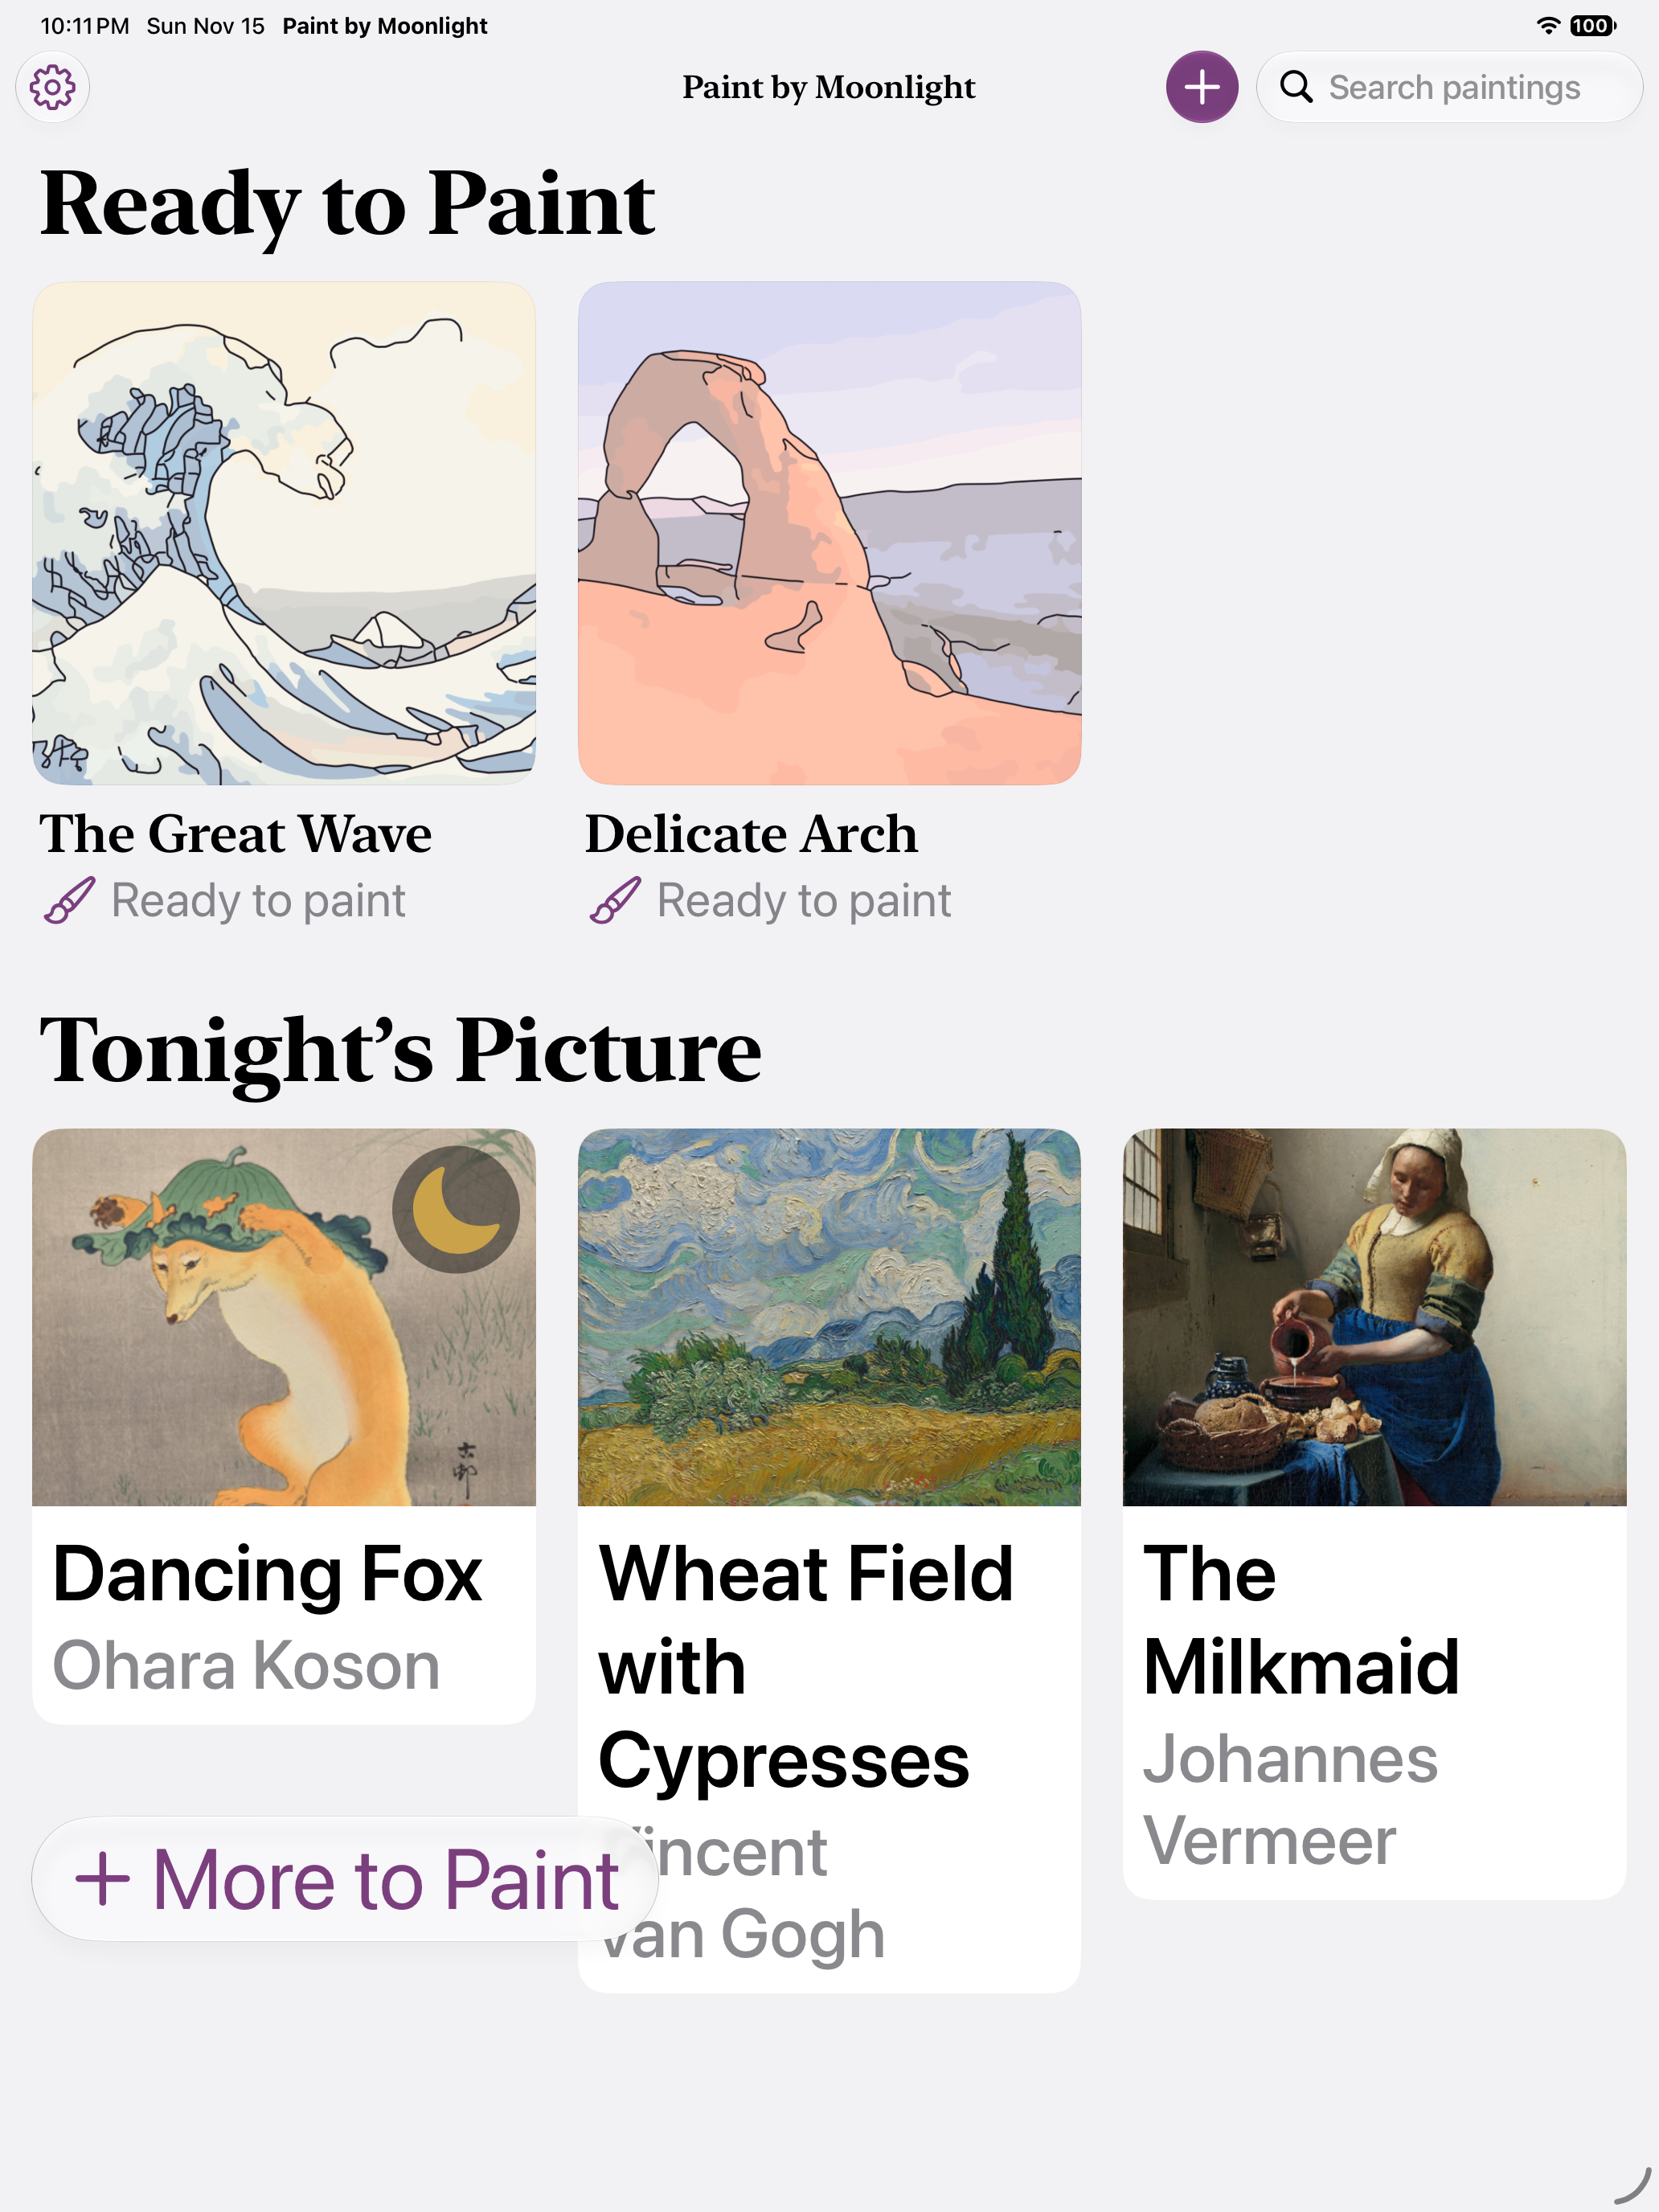 10:11 PM Sun Nov 15 Paint by Moonlight
100
Paint by Moonlight
Search paintings
Ready to Paint
The Great Wave
Ready to paint
Delicate Arch
Ready to paint
Tonight’s Picture
Dancing Fox
Ohara Koson
Wheat Field
with
Cypresses
Vincent
van Gogh
The
Milkmaid
Johannes
Vermeer
+ More to Paint